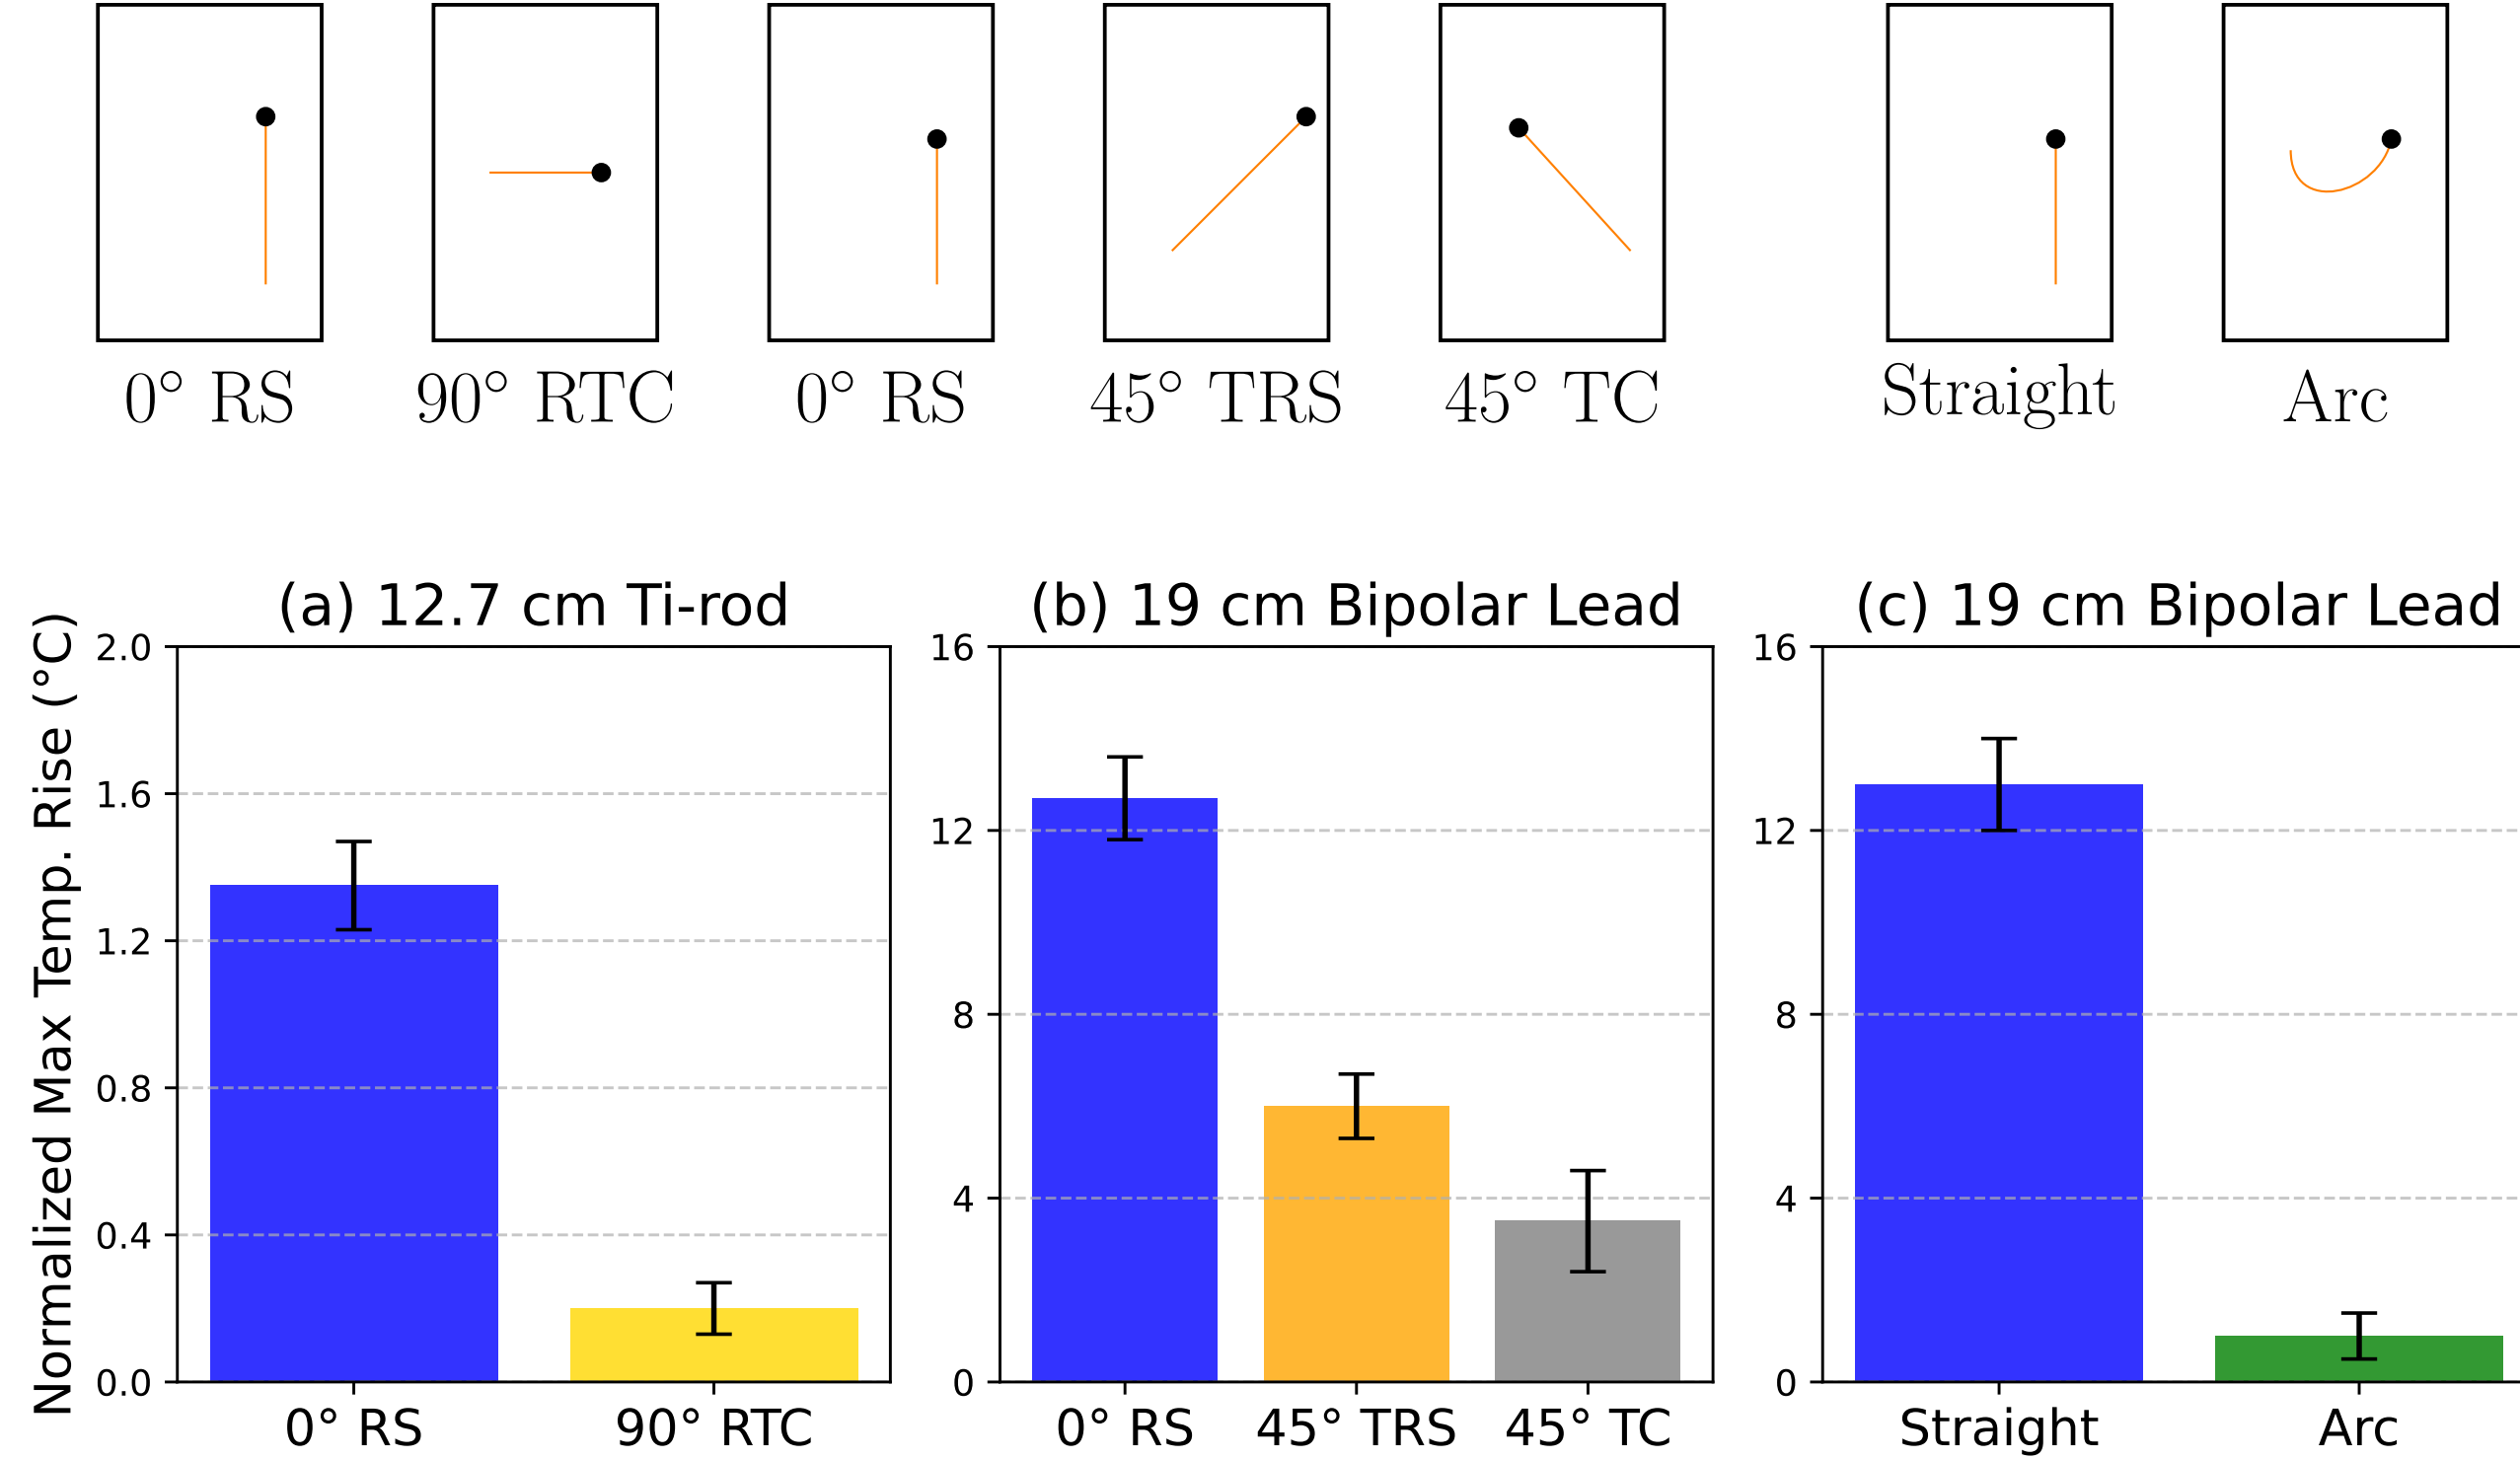 0° RS
90° RTC
0° RS
45° TRS
45° TC
Straight
Arc
Normalized Max Temp. Rise (°C)
(a) 12.7 cm Ti-rod
2.0
1.6
1.2
0.8
0.4
0.0
0° RS
90° RTC
(b) 19 cm Bipolar Lead
16
12
8
4
0
0° RS
45° TRS
45° TC
(c) 19 cm Bipolar Lead
16
12
8
4
0
Straight
Arc